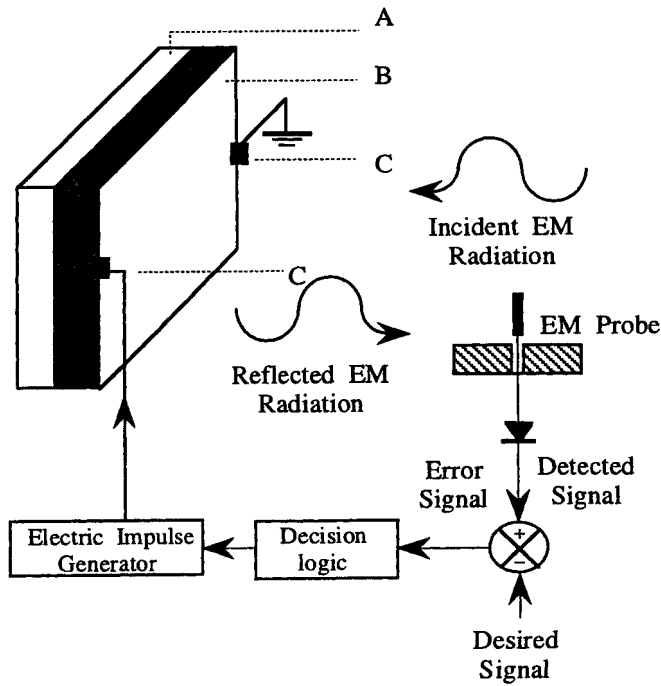 A
B
C
Incident EM
Radiation
C
EM Probe
Reflected EM
Radiation
Error
Signal
Detected
Signal
Electric Impulse
Generator
Decision
logic
+
−
Desired
Signal